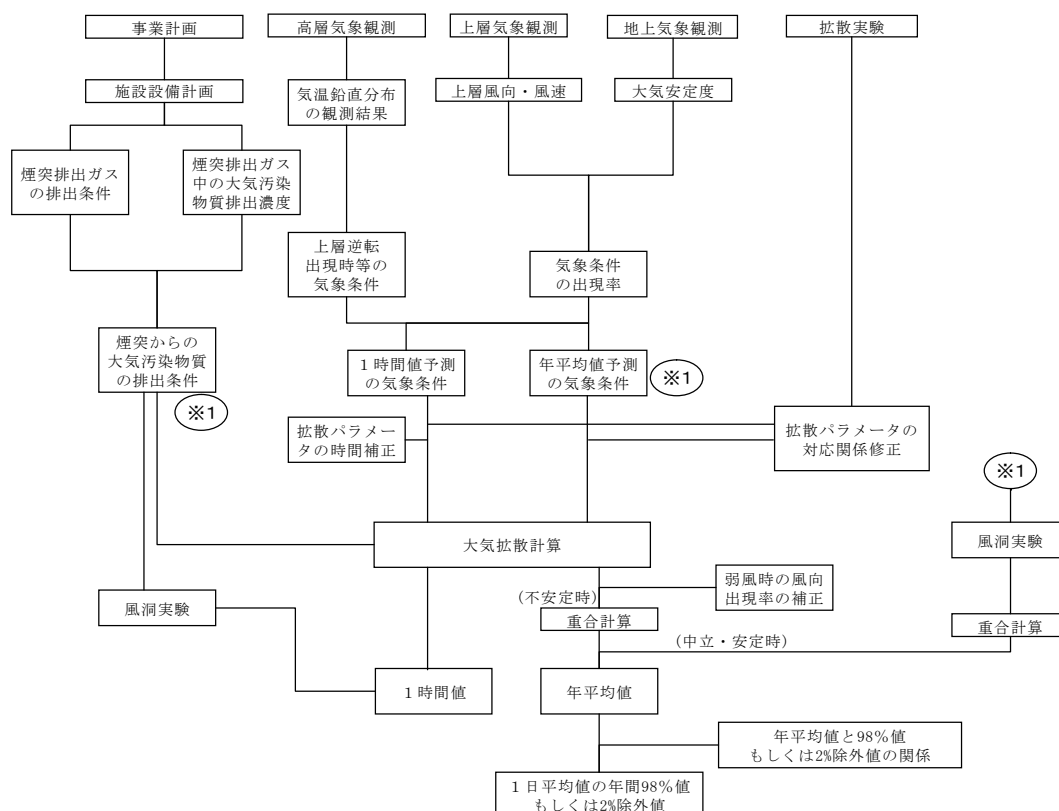 事業計画
高層気象観測
上層気象観測
地上気象観測
拡散実験
施設設備計画
気温鉛直分布
の観測結果
上層風向・風速
大気安定度
煙突排出ガス
の排出条件
煙突排出ガス
中の大気汚染
物質排出濃度
上層逆転
出現時等の
気象条件
気象条件
の出現率
煙突からの
大気汚染物質
の排出条件
※1
１時間値予測
の気象条件
年平均値予測
の気象条件
※1
拡散パラメー
タの時間補正
拡散パラメータの
対応関係修正
※1
大気拡散計算
風洞実験
弱風時の風向
出現率の補正
風洞実験
(不安定時)
重合計算
重合計算
(中立・安定時)
１時間値
年平均値
年平均値と98％値
もしくは2%除外値の関係
１日平均値の年間98％値
もしくは2%除外値